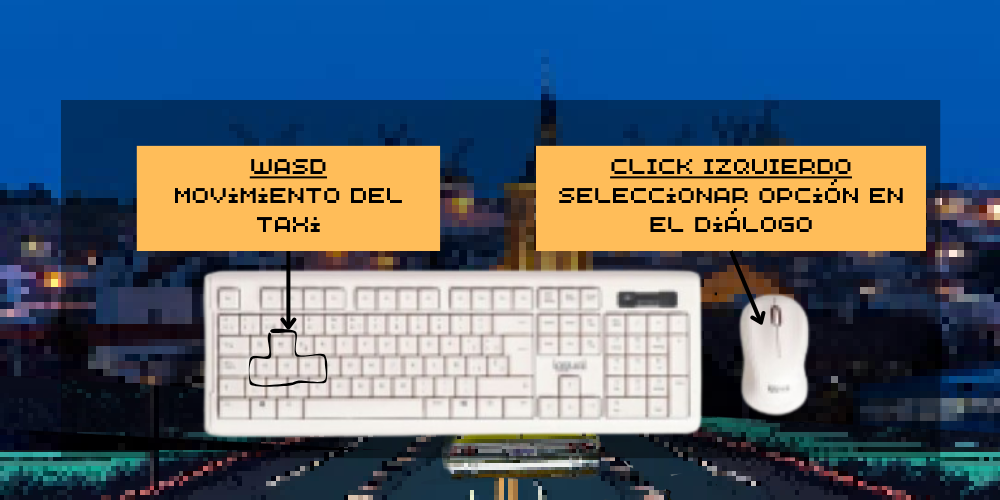 WASD
MOVIMIENTO DEL
TAXI
CLICK IZQUIERDO
SELECCIONAR OPCIÓN EN
EL DIÁLOGO